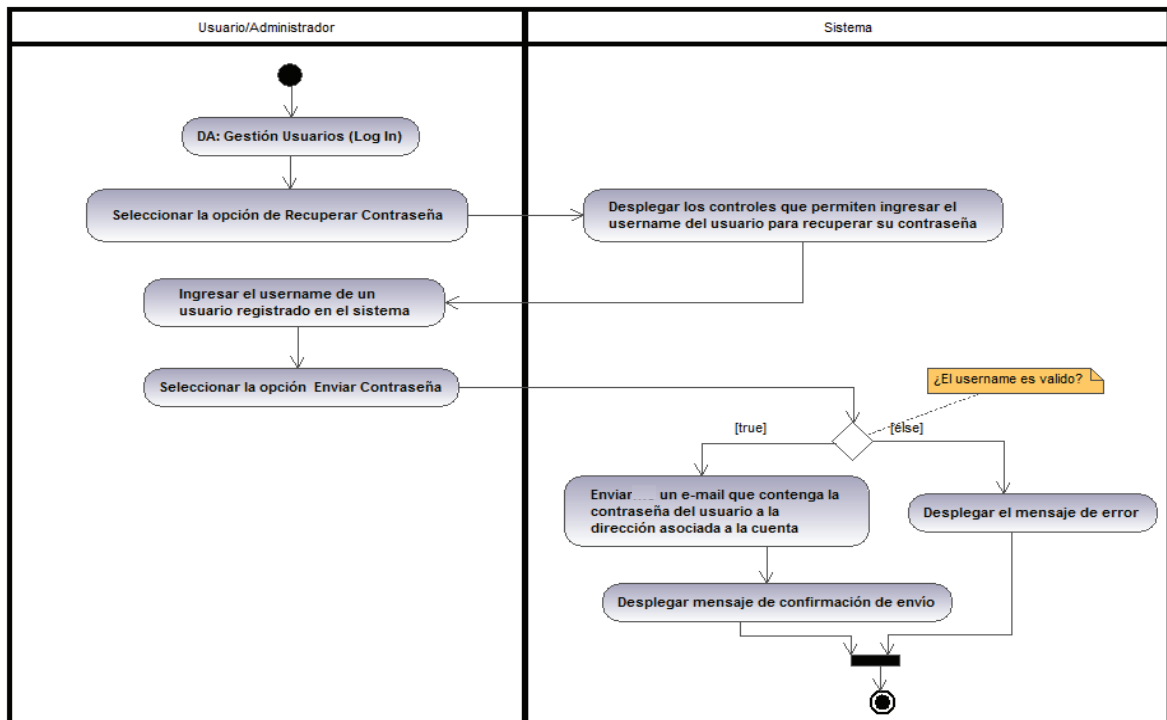 Usuario/Administrador
Sistema
DA: Gestión Usuarios (Log In)
Seleccionar la opción de Recuperar Contraseña
Desplegar los controles que permiten ingresar el
username del usuario para recuperar su contraseña
Ingresar el username de un
usuario registrado en el sistema
Seleccionar la opción Enviar Contraseña
¿El username es valido?
[true]
[else]
Enviar un e-mail que contenga la
contraseña del usuario a la
dirección asociada a la cuenta
Desplegar el mensaje de error
Desplegar mensaje de confirmación de envío